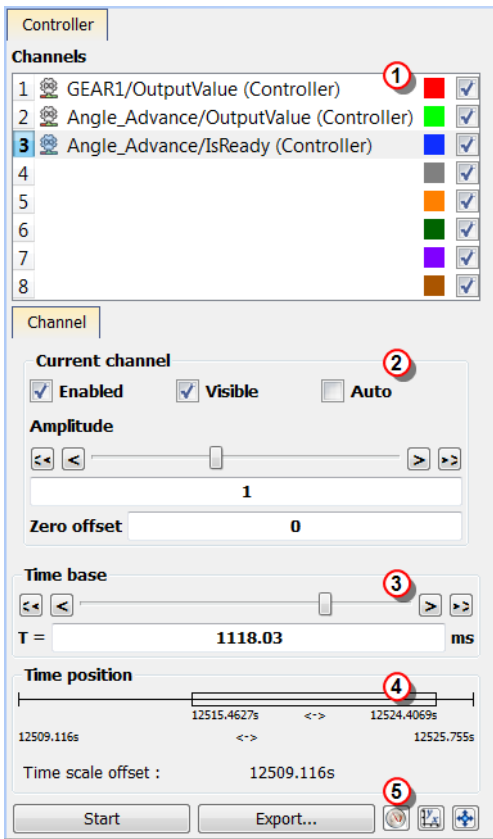 Controller
Channels
1
1 GEAR1/OutputValue (Controller)
2 Angle_Advance/OutputValue (Controller)
3 Angle_Advance/IsReady (Controller)
4
5
6
7
8
Channel
Current channel
2
Enabled Visible Auto
Amplitude
<< < > >>
1
Zero offset 0
Time base
3
<< < > >>
T = 1118.03 ms
Time position
4
12515.4627s <-> 12524.4069s
12509.116s <-> 12525.755s
Time scale offset : 12509.116s
5
Start Export... y x